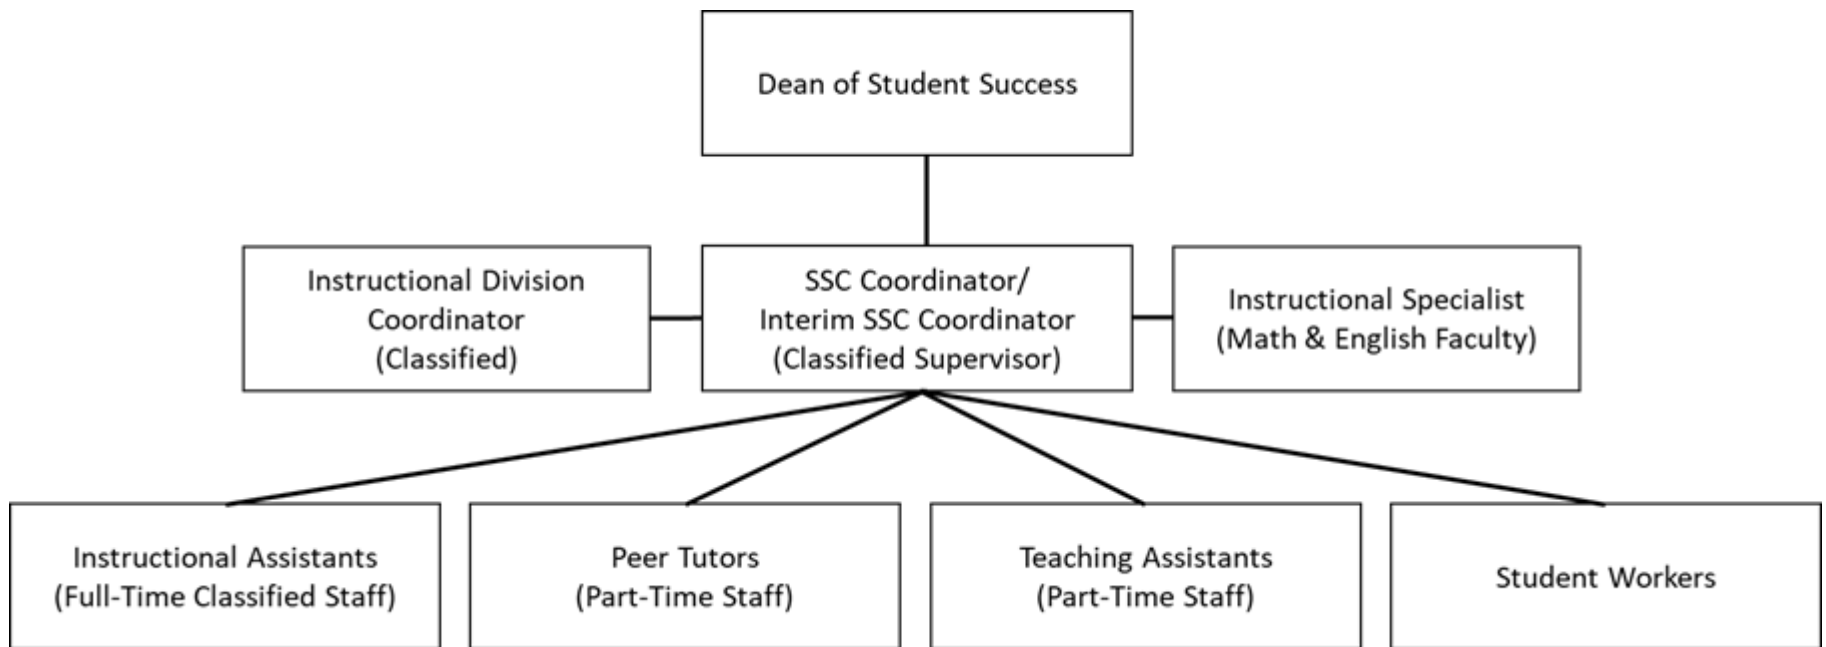 Dean of Student Success
Instructional Division
Coordinator
(Classified)
SSC Coordinator/
Interim SSC Coordinator
(Classified Supervisor)
Instructional Specialist
(Math & English Faculty)
Instructional Assistants
(Full-Time Classified Staff)
Peer Tutors
(Part-Time Staff)
Teaching Assistants
(Part-Time Staff)
Student Workers